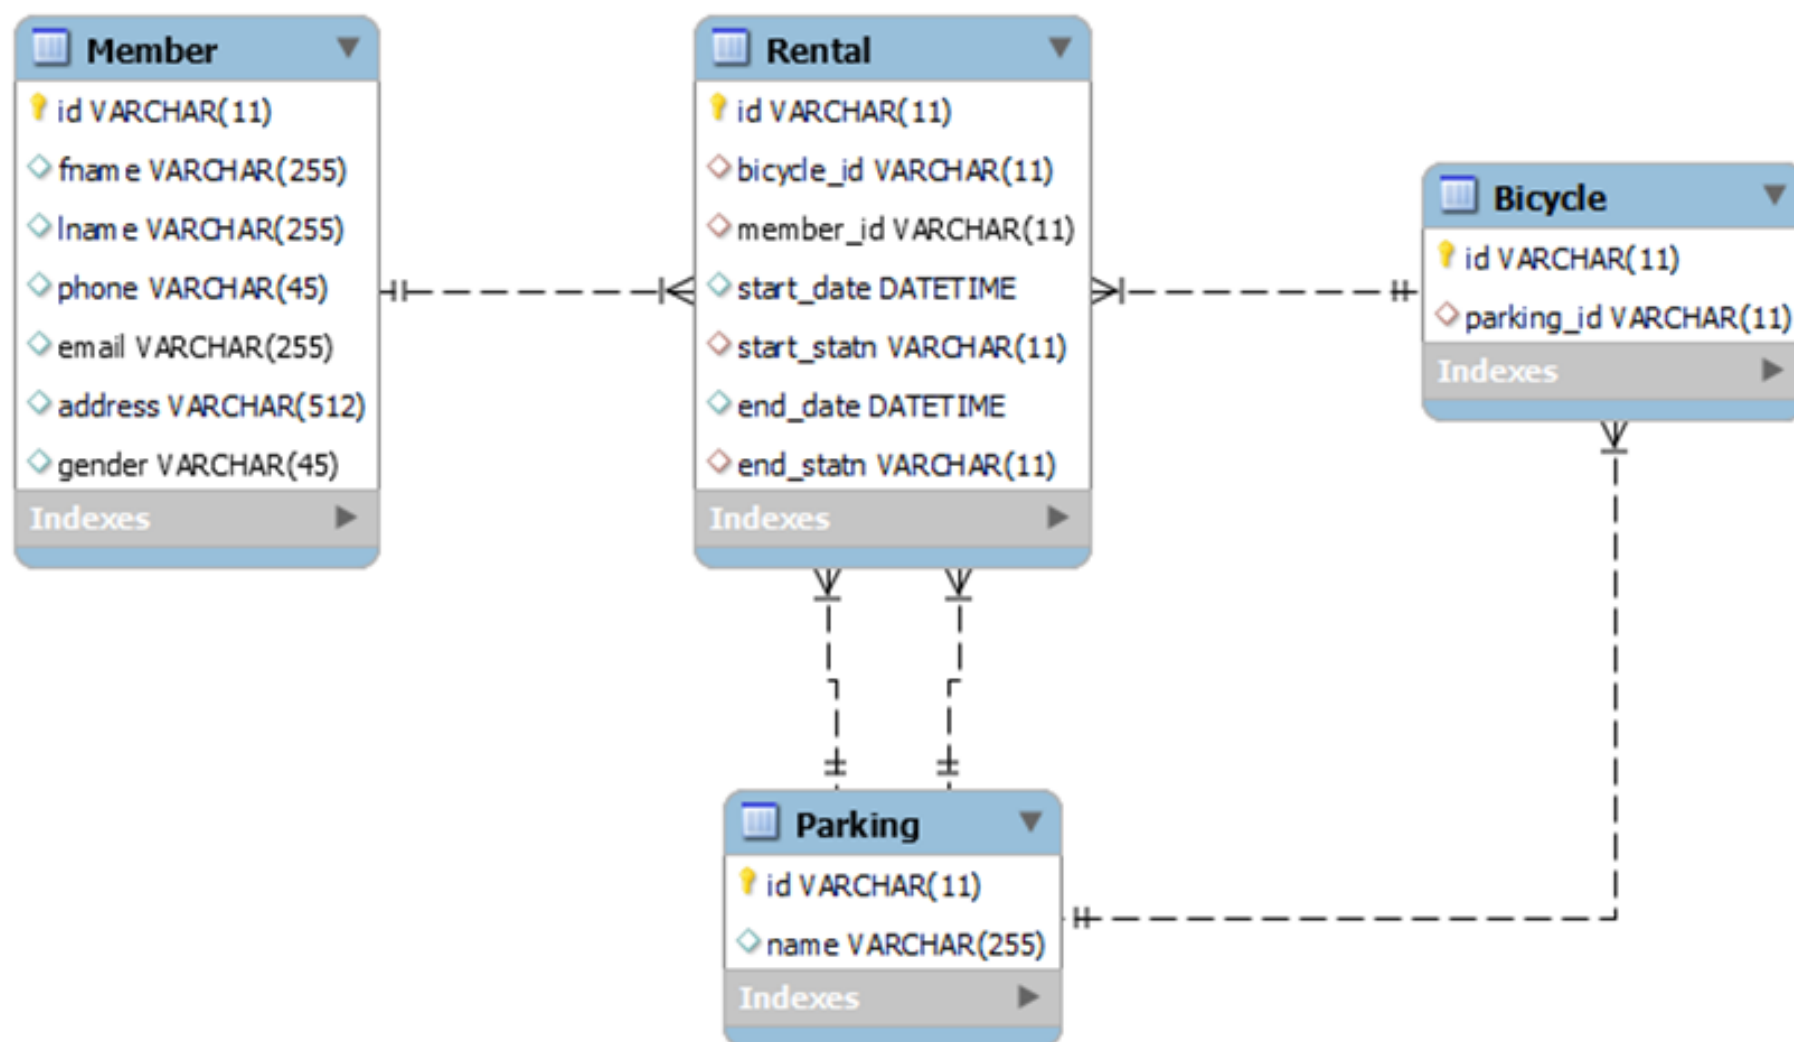 Member
id VARCHAR(11)
fname VARCHAR(255)
lname VARCHAR(255)
phone VARCHAR(45)
email VARCHAR(255)
address VARCHAR(512)
gender VARCHAR(45)
Indexes
Rental
id VARCHAR(11)
bicycle_id VARCHAR(11)
member_id VARCHAR(11)
start_date DATETIME
start_statn VARCHAR(11)
end_date DATETIME
end_statn VARCHAR(11)
Indexes
Bicycle
id VARCHAR(11)
parking_id VARCHAR(11)
Indexes
Parking
id VARCHAR(11)
name VARCHAR(255)
Indexes